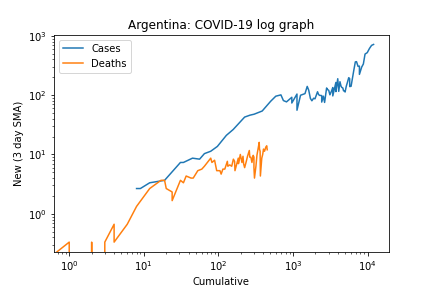 Argentina: COVID-19 log graph
Cases
Deaths
New (3 day SMA)
10³
10²
10¹
10⁰
10⁰ 10¹ 10² 10³ 10⁴
Cumulative